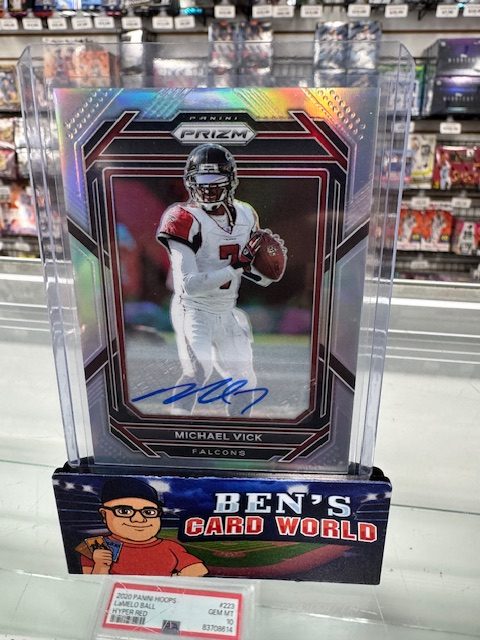 PANINI
PRIZM
7
MICHAEL VICK
FALCONS
BEN'S
CARD WORLD
2020 PANINI HOOPS #223
LaMELO BALL GEM MT
HYPER RED 10
83708614